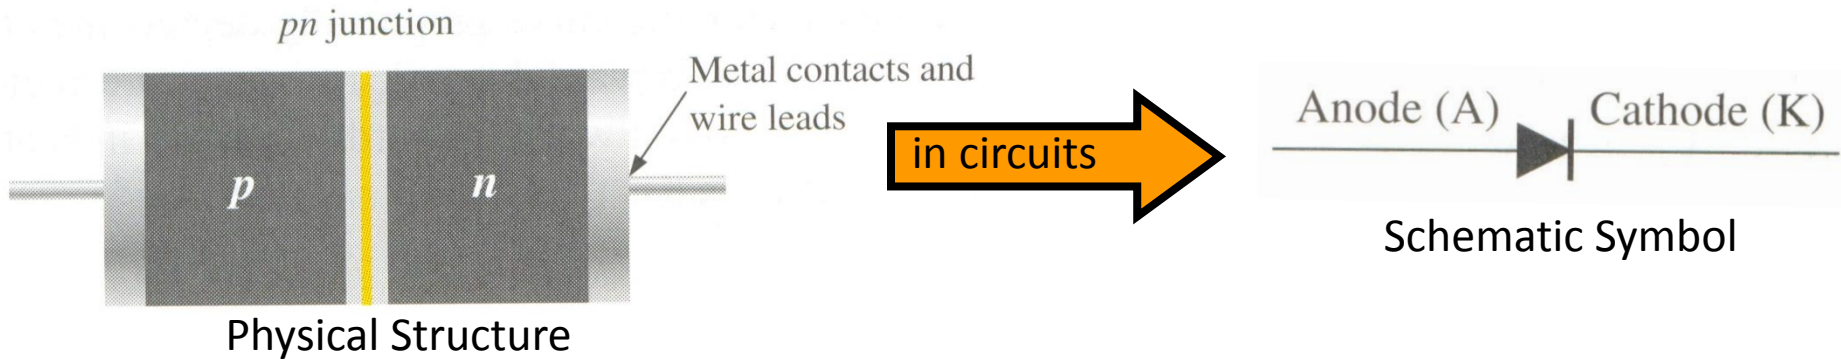 pn junction
Metal contacts and
wire leads
p
n
Physical Structure
in circuits
Anode (A)
Cathode (K)
Schematic Symbol